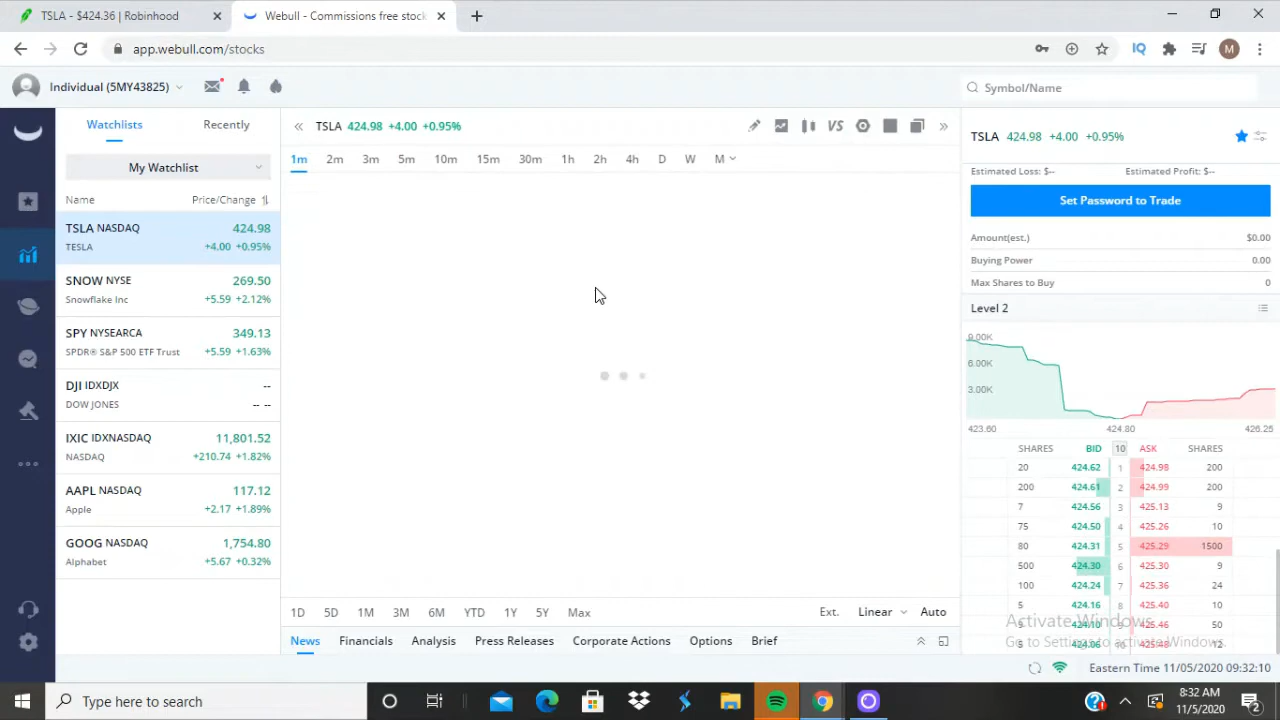 TSLA - $424.36 | Robinhood
Webull - Commissions free stock
app.webull.com/stocks
IQ
M
Individual (5MY43825)
Symbol/Name
Watchlists Recently
My Watchlist
Name Price/Change
TSLA NASDAQ 424.98
TESLA +4.00 +0.95%
SNOW NYSE 269.50
Snowflake Inc +5.59 +2.12%
SPY NYSEARCA 349.13
SPDR® S&P 500 ETF Trust +5.59 +1.63%
DJI IDXDJX --
DOW JONES -- --
IXIC IDXNASDAQ 11,801.52
NASDAQ +210.74 +1.82%
AAPL NASDAQ 117.12
Apple +2.17 +1.89%
GOOG NASDAQ 1,754.80
Alphabet +5.67 +0.32%
TSLA 424.98 +4.00 +0.95%
VS
1m 2m 3m 5m 10m 15m 30m 1h 2h 4h D W M
1D 5D 1M 3M 6M YTD 1Y 5Y Max Ext. Linear Auto
News Financials Analysis Press Releases Corporate Actions Options Brief
TSLA 424.98 +4.00 +0.95%
Estimated Loss: $-- Estimated Profit: $--
Set Password to Trade
Amount(est.) $0.00
Buying Power 0.00
Max Shares to Buy 0
Level 2
9.00K
6.00K
3.00K
423.60 424.80 426.25
SHARES BID 10 ASK SHARES
20 424.62 1 424.98 200
200 424.61 2 424.99 200
7 424.56 3 425.13 9
75 424.50 4 425.26 10
80 424.31 5 425.29 1500
500 424.30 6 425.30 9
100 424.24 7 425.36 24
5 424.16 8 425.40 10
424.10 425.46 50
5 424.06 12
Activate Windows
Go to Settings to activate Windows.
Eastern Time 11/05/2020 09:32:10
Type here to search
8:32 AM
11/5/2020
2